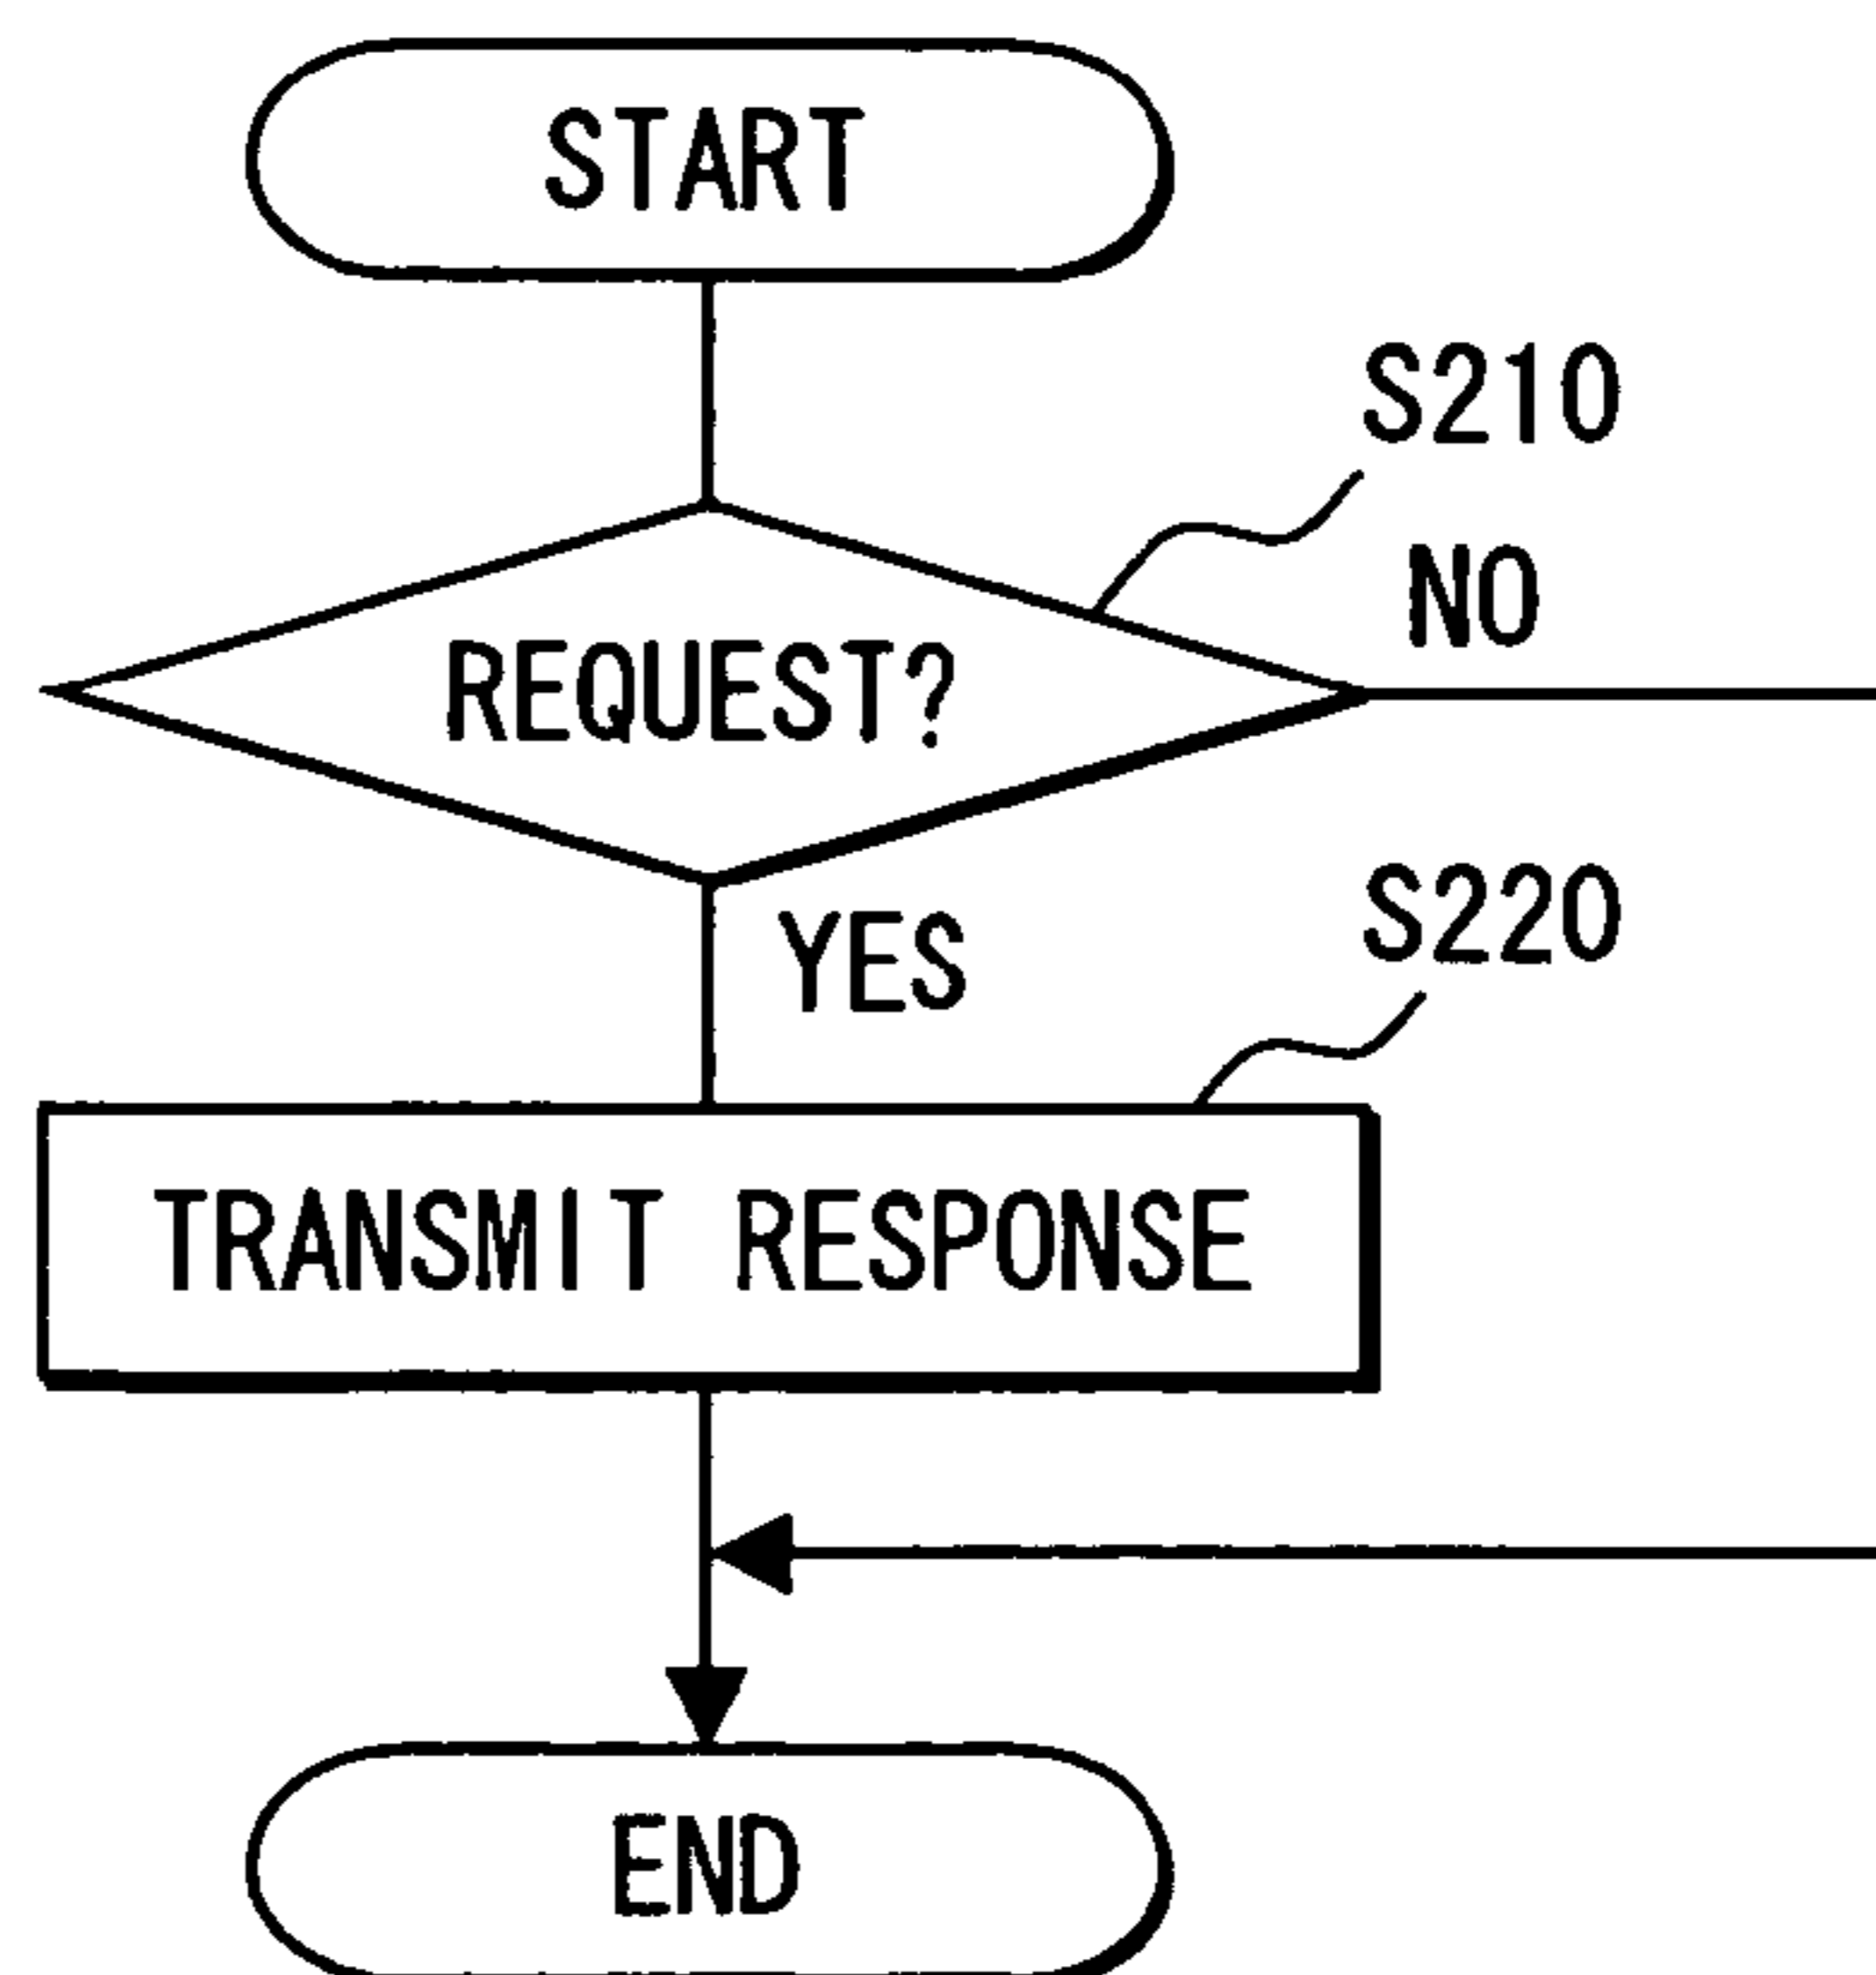 START
S210
NO
REQUEST?
YES
S220
TRANSMIT RESPONSE
END